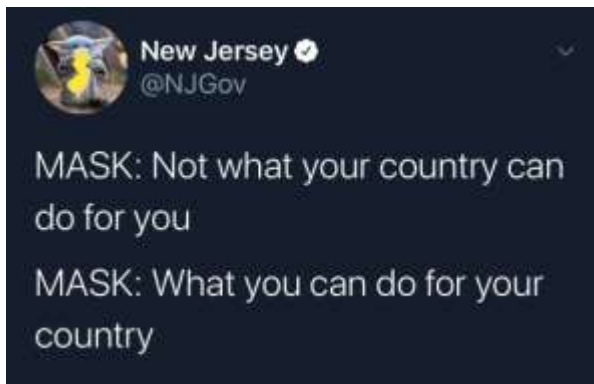 New Jersey
@NJGov
MASK: Not what your country can
do for you
MASK: What you can do for your
country